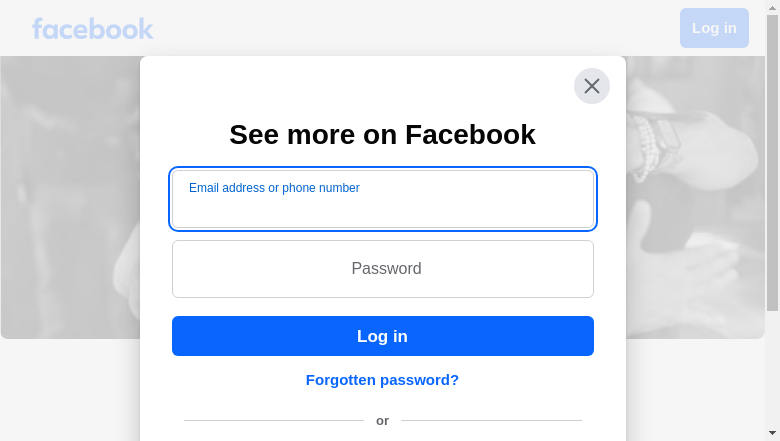 facebook
Log in
See more on Facebook
Email address or phone number
Password
Log in
Forgotten password?
or